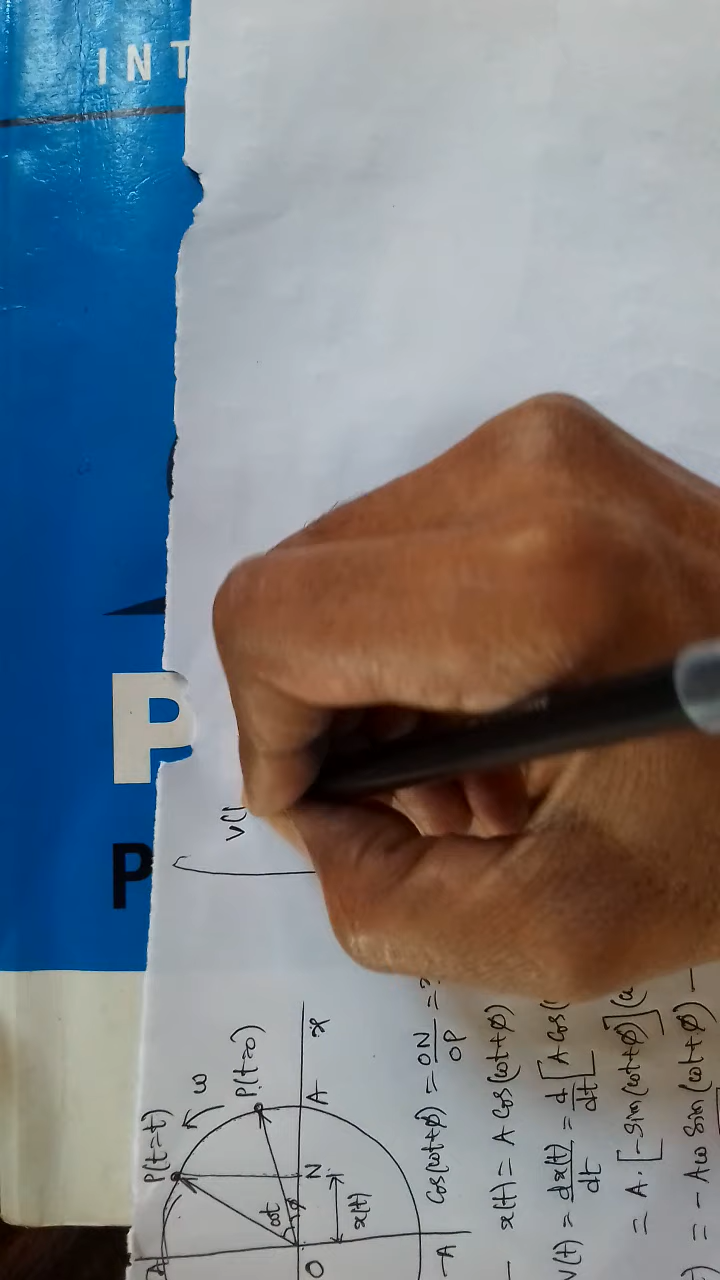 INT
P
P
P(t=t)
ω
P(t=0)
A
A
x
ωt
φ
O
N
x(t)
-A
Cos(ωt+φ) = ON/OP =
x(t) = A Cos(ωt+φ)
v(t) = dx(t)/dt = d/dt [A Cos(
= A. [-Sin(ωt+φ)] (ω
) = -Aω Sin(ωt+φ) -
v(